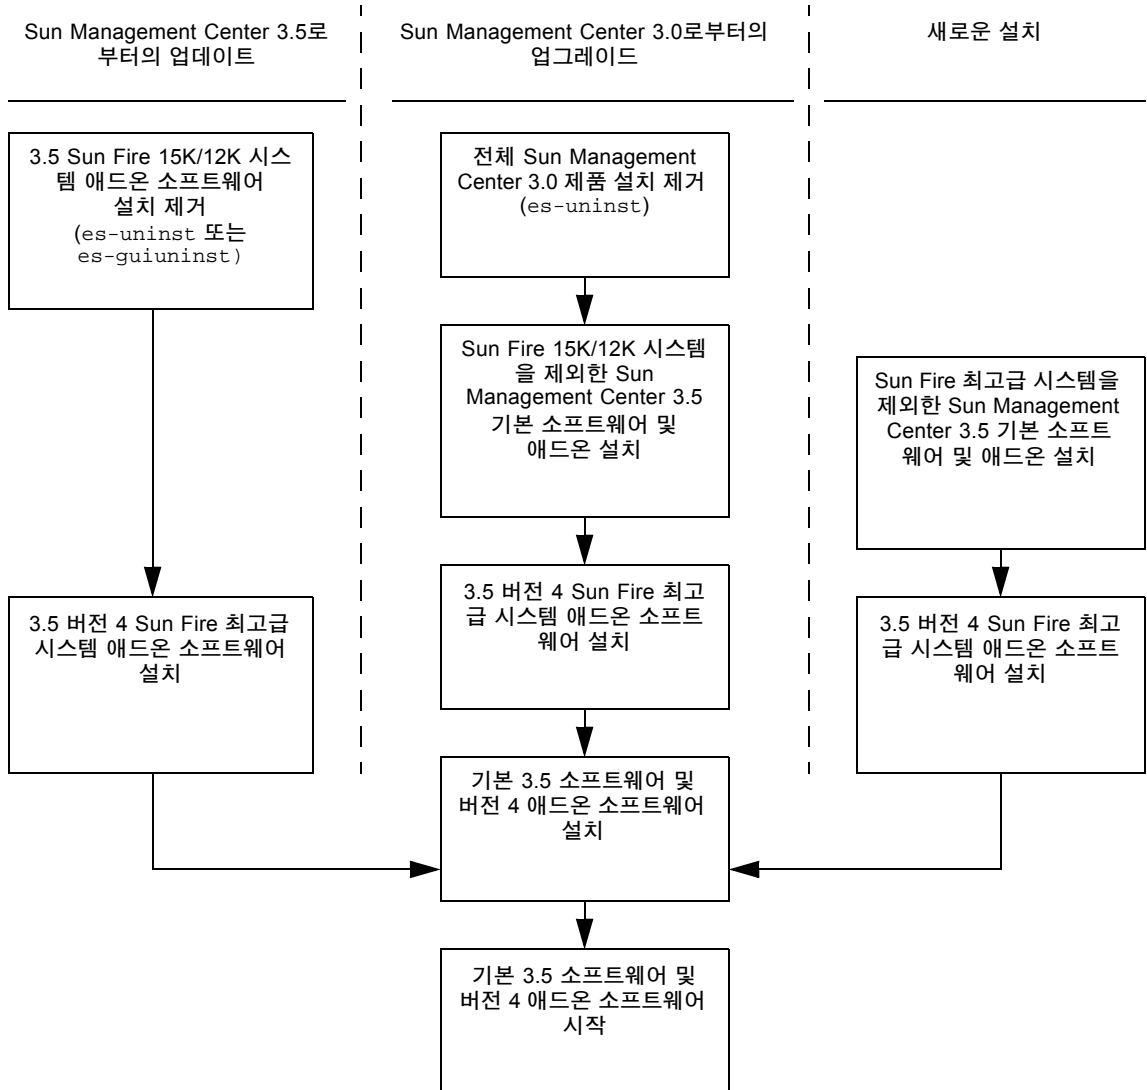 Sun Management Center 3.5로
부터의 업데이트
Sun Management Center 3.0로부터의
업그레이드
새로운 설치
3.5 Sun Fire 15K/12K 시스
템 애드온 소프트웨어
설치 제거
(es-uninst 또는
es-guiuninst)
전체 Sun Management
Center 3.0 제품 설치 제거
(es-uninst)
Sun Fire 15K/12K 시스템
을 제외한 Sun
Management Center 3.5
기본 소프트웨어 및
애드온 설치
Sun Fire 최고급 시스템을
제외한 Sun Management
Center 3.5 기본 소프트
웨어 및 애드온 설치
3.5 버전 4 Sun Fire 최고급
시스템 애드온 소프트웨어
설치
3.5 버전 4 Sun Fire 최고
급 시스템 애드온 소프트
웨어 설치
3.5 버전 4 Sun Fire 최고
급 시스템 애드온 소프트
웨어 설치
기본 3.5 소프트웨어 및
버전 4 애드온 소프트웨어
설치
기본 3.5 소프트웨어 및
버전 4 애드온 소프트웨어
시작